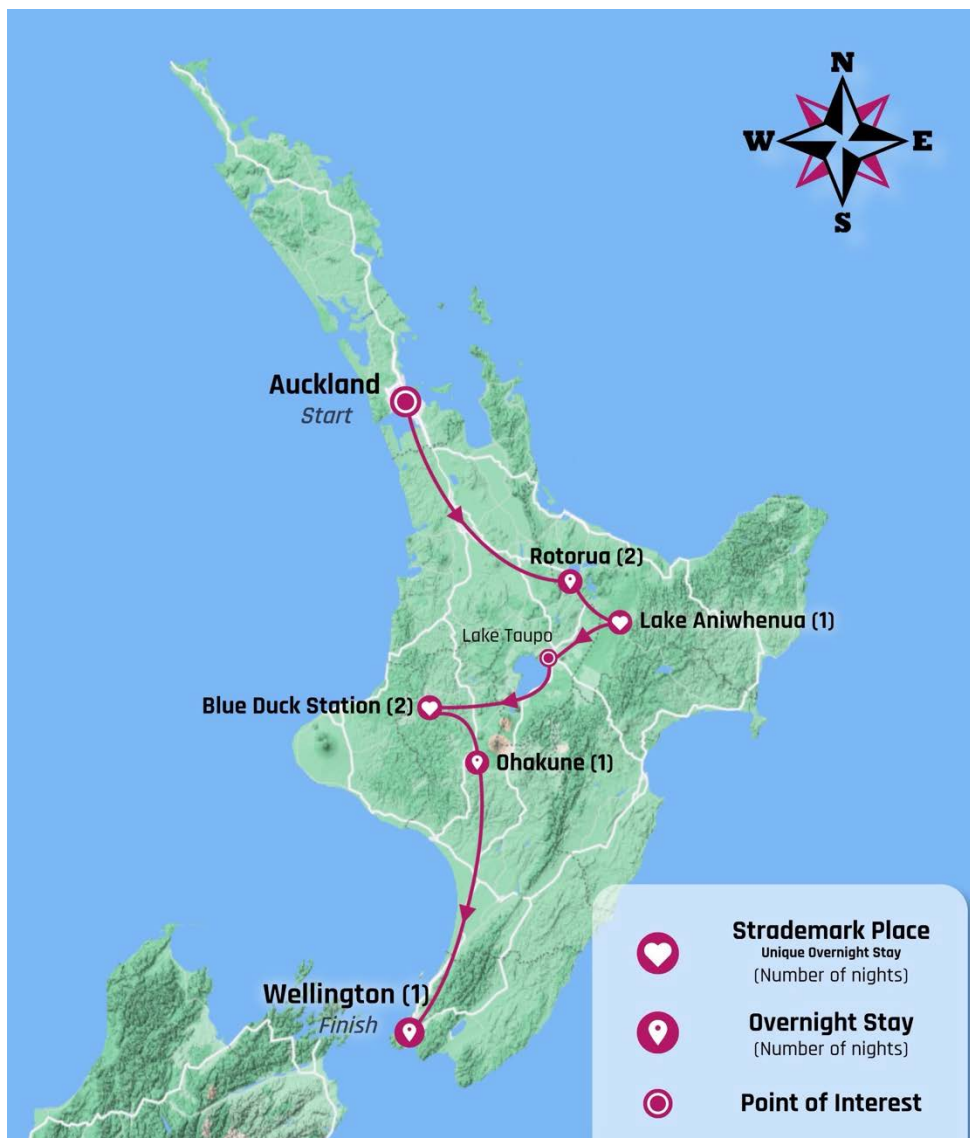 N
W
E
S
Auckland
Start
Rotorua (2)
Lake Aniwhenua (1)
Lake Taupo
Blue Duck Station (2)
Ohakune (1)
Wellington (1)
Finish
Strademark Place
Unique Overnight Stay
(Number of nights)
Overnight Stay
(Number of nights)
Point of Interest